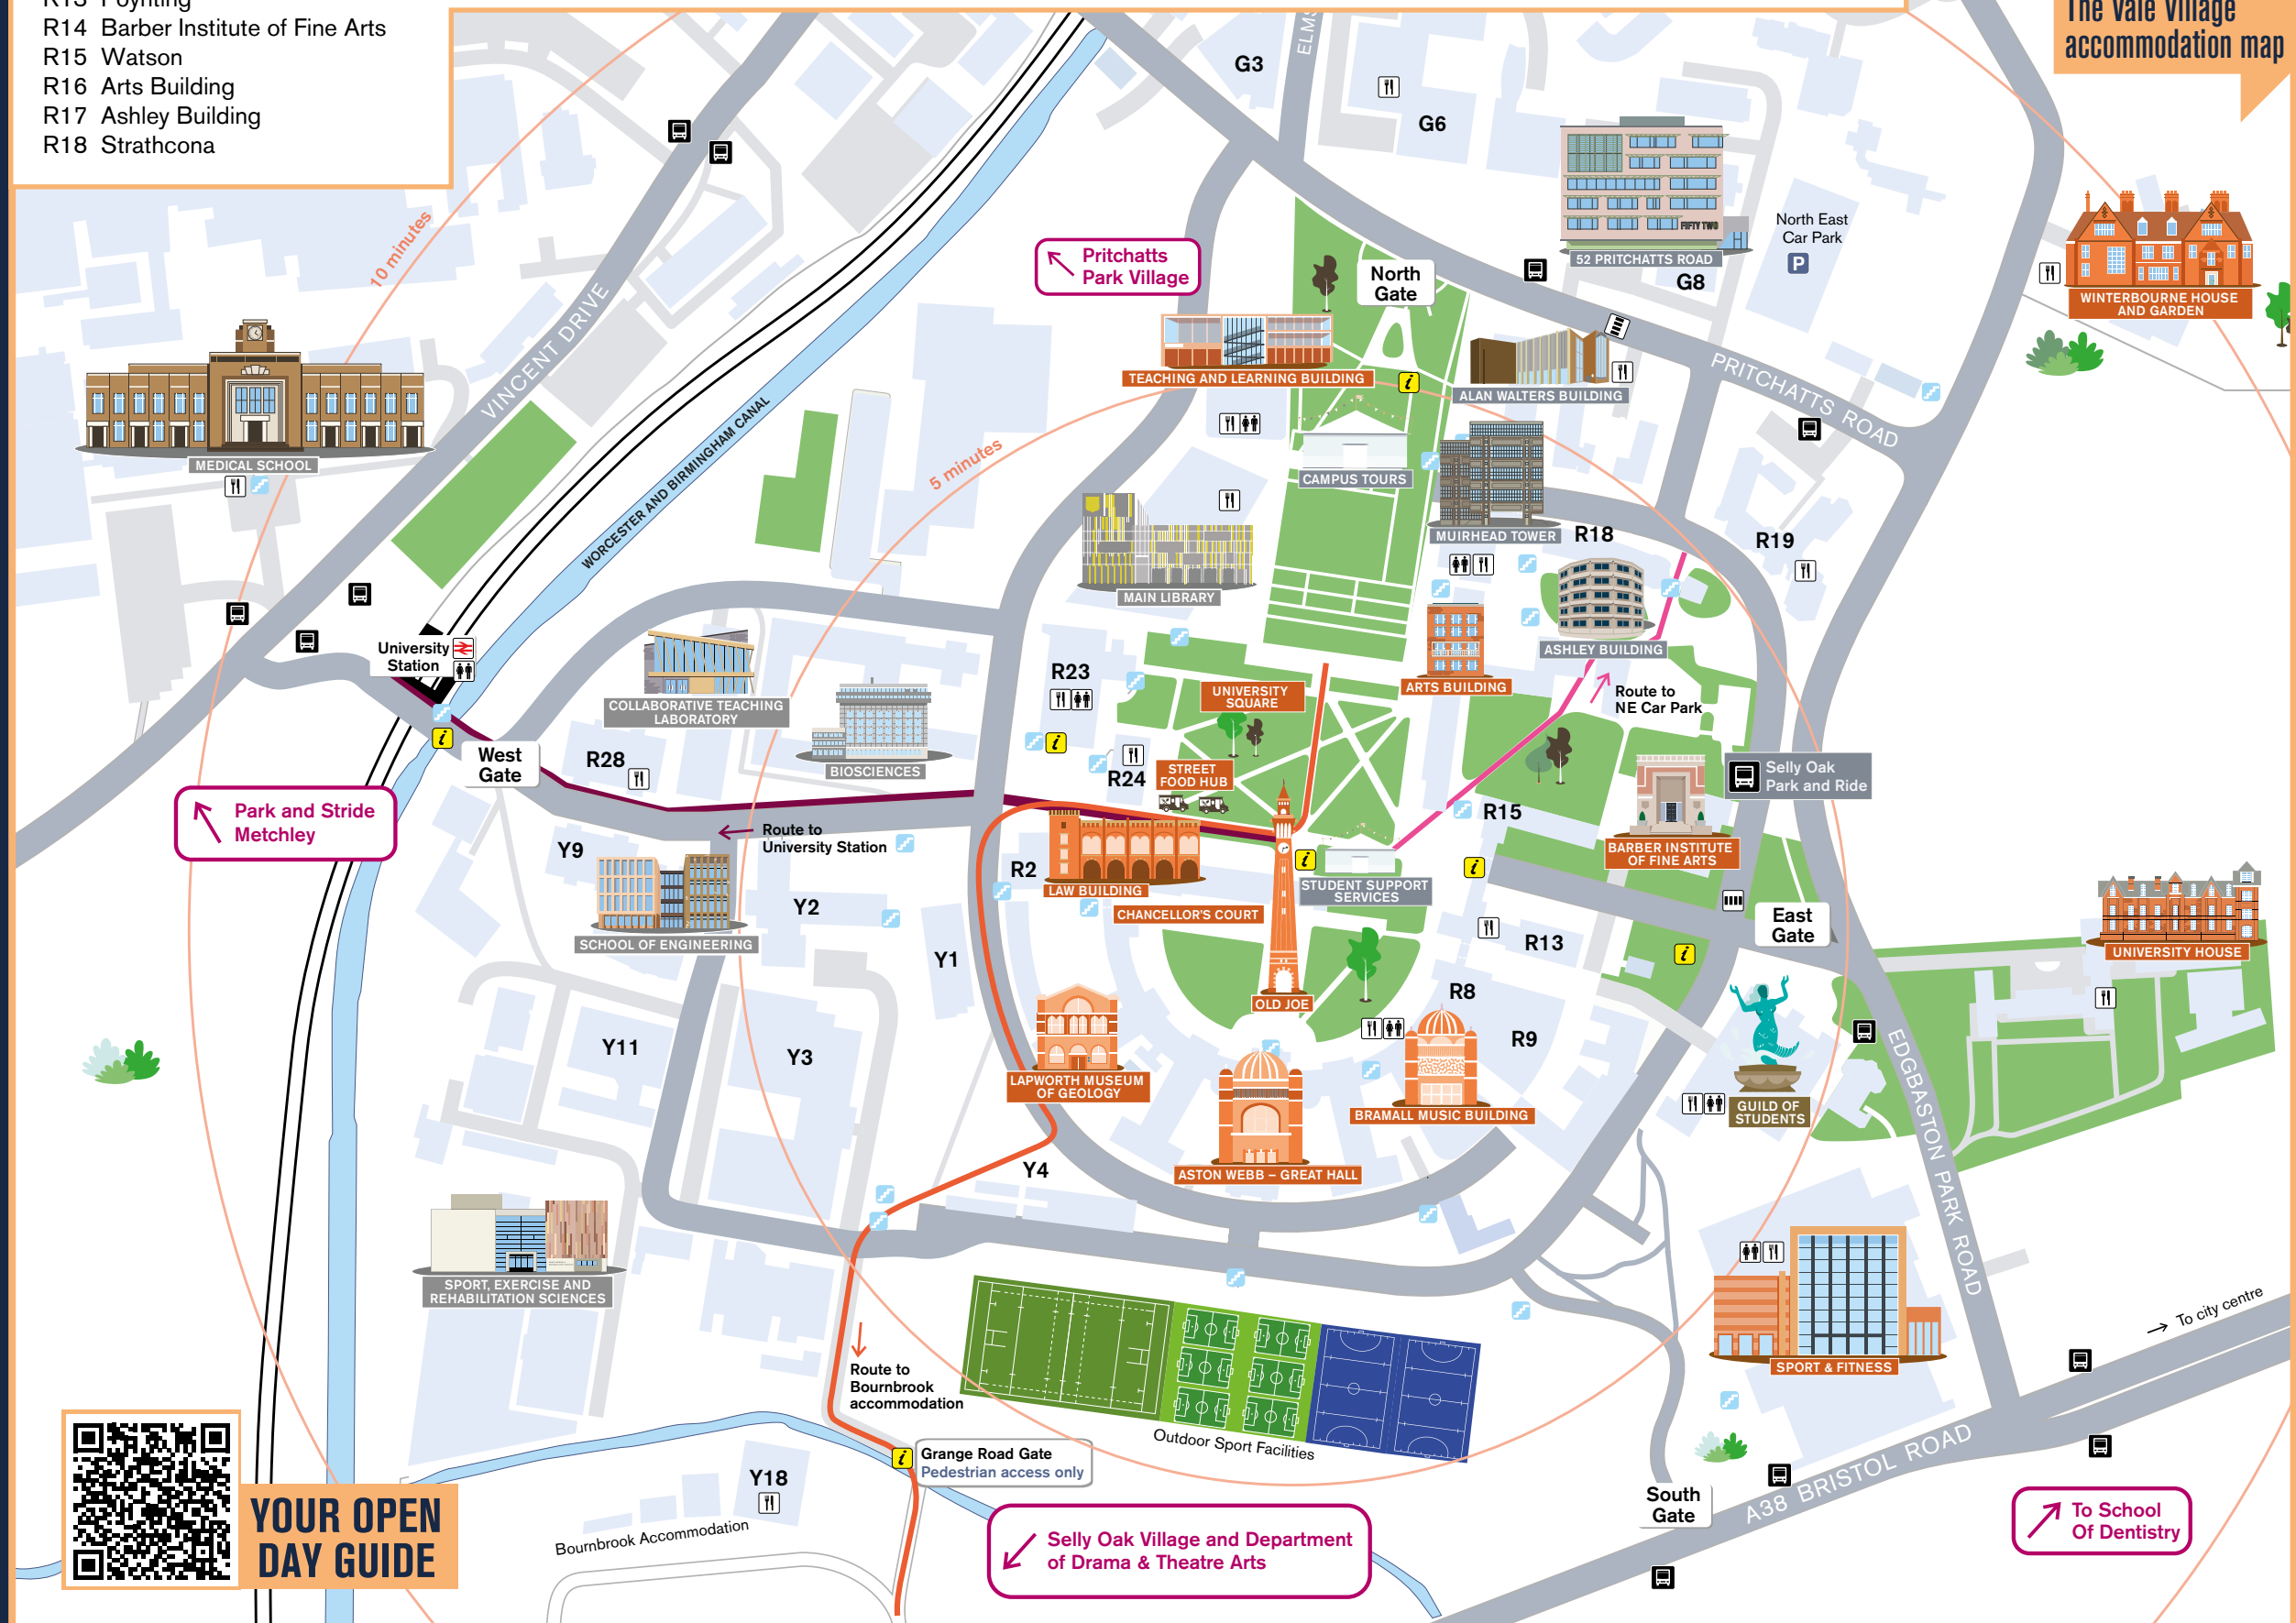 R13 Poynting
R14 Barber Institute of Fine Arts
R15 Watson
R16 Arts Building
R17 Ashley Building
R18 Strathcona
The Vale Village
accommodation map
ELMS
G3
G6
FIFTY TWO
52 PRITCHATTS ROAD
G8
North East
Car Park
P
WINTERBOURNE HOUSE
AND GARDEN
10 minutes
VINCENT DRIVE
Pritchatts
Park Village
North
Gate
TEACHING AND LEARNING BUILDING
i
ALAN WALTERS BUILDING
PRITCHATTS ROAD
MEDICAL SCHOOL
WORCESTER AND BIRMINGHAM CANAL
5 minutes
CAMPUS TOURS
MUIRHEAD TOWER
R18
R19
MAIN LIBRARY
University
Station
COLLABORATIVE TEACHING
LABORATORY
R23
UNIVERSITY
SQUARE
ARTS BUILDING
ASHLEY BUILDING
Route to
NE Car Park
i
West
Gate
R28
BIOSCIENCES
i
R24
STREET
FOOD HUB
Selly Oak
Park and Ride
Park and Stride
Metchley
Route to
University Station
R15
BARBER INSTITUTE
OF FINE ARTS
Y9
R2
LAW BUILDING
i
STUDENT SUPPORT
SERVICES
i
SCHOOL OF ENGINEERING
Y2
CHANCELLOR'S COURT
East
Gate
Y1
R13
i
UNIVERSITY HOUSE
OLD JOE
R8
R9
Y11
Y3
LAPWORTH MUSEUM
OF GEOLOGY
BRAMALL MUSIC BUILDING
GUILD OF
STUDENTS
EDGBASTON PARK ROAD
Y4
ASTON WEBB – GREAT HALL
SPORT, EXERCISE AND
REHABILITATION SCIENCES
SPORT & FITNESS
To city centre
Route to
Bournbrook
accommodation
Outdoor Sport Facilities
i
Grange Road Gate
Pedestrian access only
Y18
Bournbrook Accommodation
YOUR OPEN
DAY GUIDE
Selly Oak Village and Department
of Drama & Theatre Arts
South
Gate
A38 BRISTOL ROAD
To School
Of Dentistry